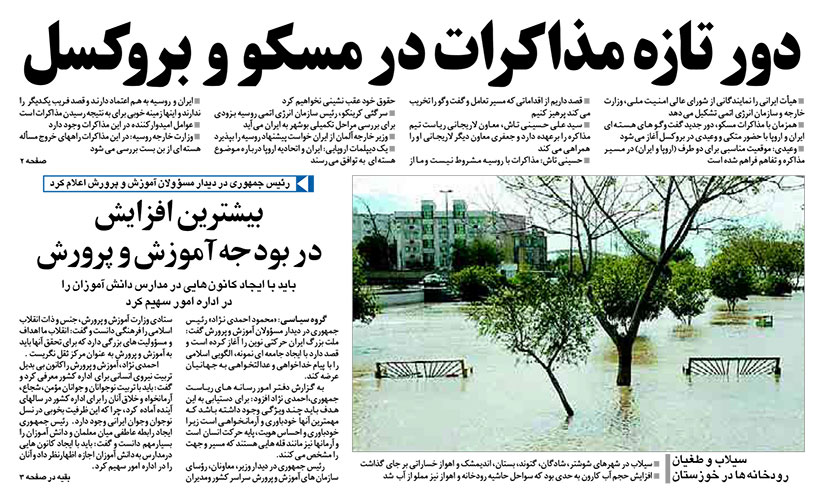 دور تازه مذاکرات در مسکو و بروکسل
■ هیأت ایرانی را نمایندگانی از شورای عالی امنیت ملی، وزارت
خارجه و سازمان انرژی اتمی تشکیل می دهد
■ همزمان با مذاکرات مسکو، دور جدید گفت وگوهای هسته ای
ایران و اروپا با حضور متکی و وعیدی در بروکسل آغاز می شود
■ وعیدی: موقعیت مناسبی برای دو طرف (اروپا و ایران) در مسیر
مذاکره و تفاهم فراهم شده است
■ قصد داریم از اقداماتی که مسیر تعامل و گفت وگو را تخریب
می کند پرهیز کنیم
■ سید علی حسینی تاش، معاون لاریجانی ریاست تیم
مذاکره را برعهده دارد و جعفری معاون دیگر لاریجانی او را
همراهی می کند
■ حسینی تاش: مذاکرات با روسیه مشروط نیست و ما از
حقوق خود عقب نشینی نخواهیم کرد
■ سرگئی کرینکو، رئیس سازمان انرژی اتمی روسیه بزودی
برای بررسی مراحل تکمیلی بوشهر به ایران می آید
■ وزیر خارجه آلمان از ایران خواست پیشنهاد روسیه را بپذیرد
■ یک دیپلمات اروپایی: ایران و اتحادیه اروپا درباره موضوع
هسته ای به توافق می رسند
■ ایران و روسیه به هم اعتماد دارند و قصد فریب یکدیگر را
ندارند و اینها زمینه خوبی برای به نتیجه رسیدن مذاکرات است
■ عوامل امیدوار کننده در این مذاکرات وجود دارد
■ وزارت خارجه روسیه: در این مذاکرات راههای خروج مسأله
هسته ای از بن بست بررسی می شود
صفحه ۲
رئیس جمهوری در دیدار مسؤولان آموزش و پرورش اعلام کرد
بیشترین افزایش
در بودجه آموزش و پرورش
باید با ایجاد کانون هایی در مدارس دانش آموزان را
در اداره امور سهیم کرد
گروه سیاسی: «محمود احمدی نژاد» رئیس
جمهوری در دیدار مسؤولان آموزش و پرورش گفت:
ملت بزرگ ایران حرکتی نوین را آغاز کرده است و
قصد دارد با ایجاد جامعه ای نمونه، الگویی اسلامی
را با پیام خداخواهی و عدالتخواهی به جهانیان
عرضه کند.
به گزارش دفتر امور رسانه های ریاست
جمهوری، احمدی نژاد افزود: برای دستیابی به این
هدف باید چند ویژگی وجود داشته باشد که
مهمترین آنها خودباوری و آرمانخواهی است زیرا
خودباوری و احساس هویت، پایه حرکت انسان است
و آرمانها نیز مانند قله هایی هستند که مسیر و جهت
را مشخص می کند.
رئیس جمهوری در دیدار وزیر، معاونان، رؤسای
سازمان های آموزش و پرورش سراسر کشور و مدیران
ستادی وزارت آموزش و پرورش، جنس و ذات انقلاب
اسلامی را فرهنگی دانست و گفت: انقلاب ما اهداف
و مسؤولیت های بزرگی دارد که برای تحقق آنها باید
به آموزش و پرورش به عنوان مرکز ثقل نگریست.
احمدی نژاد، آموزش و پرورش را کانون بی بدیل
تربیت نیروی انسانی برای اداره کشور معرفی کرد و
گفت: باید با تربیت نوجوانان و جوانان مؤمن، شجاع،
آرمانخواه و خلاق آنان را برای اداره کشور در سالهای
آینده آماده کرد، چرا که این ظرفیت بخوبی در نسل
نوجوان و جوان ایرانی وجود دارد. رئیس جمهوری
ایجاد رابطه عاطفی میان معلمان و دانش آموزان را
بسیار مهم دانست و گفت: باید با ایجاد کانون هایی
در مدارس به دانش آموزان اجازه اظهار نظر داد و آنان
را در اداره امور سهیم کرد.
بقیه در صفحه ۳
سیلاب و طغیان
رودخانه ها در خوزستان
■ سیلاب در شهرهای شوشتر، شادگان، گتوند، بستان، اندیمشک و اهواز خساراتی بر جای گذاشت
■ افزایش حجم آب کارون به حدی بود که سواحل حاشیه رودخانه و اهواز نیز مملو از آب شد